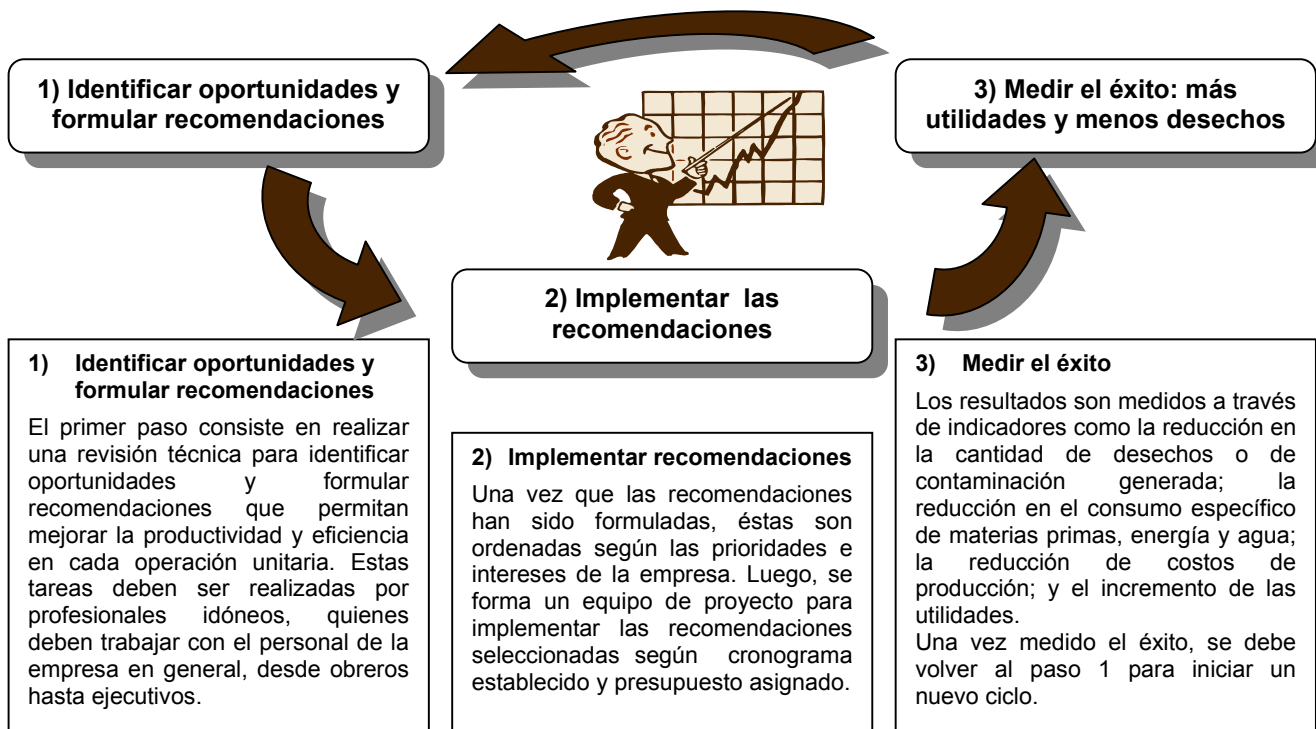 1) Identificar oportunidades y
formular recomendaciones
3) Medir el éxito: más
utilidades y menos desechos
2) Implementar las
recomendaciones
1) Identificar oportunidades y
formular recomendaciones
El primer paso consiste en realizar
una revisión técnica para identificar
oportunidades y formular
recomendaciones que permitan
mejorar la productividad y eficiencia
en cada operación unitaria. Estas
tareas deben ser realizadas por
profesionales idóneos, quienes
deben trabajar con el personal de la
empresa en general, desde obreros
hasta ejecutivos.
2) Implementar recomendaciones
Una vez que las recomendaciones
han sido formuladas, éstas son
ordenadas según las prioridades e
intereses de la empresa. Luego, se
forma un equipo de proyecto para
implementar las recomendaciones
seleccionadas según cronograma
establecido y presupuesto asignado.
3) Medir el éxito
Los resultados son medidos a través
de indicadores como la reducción en
la cantidad de desechos o de
contaminación generada; la
reducción en el consumo específico
de materias primas, energía y agua;
la reducción de costos de
producción; y el incremento de las
utilidades.
Una vez medido el éxito, se debe
volver al paso 1 para iniciar un
nuevo ciclo.